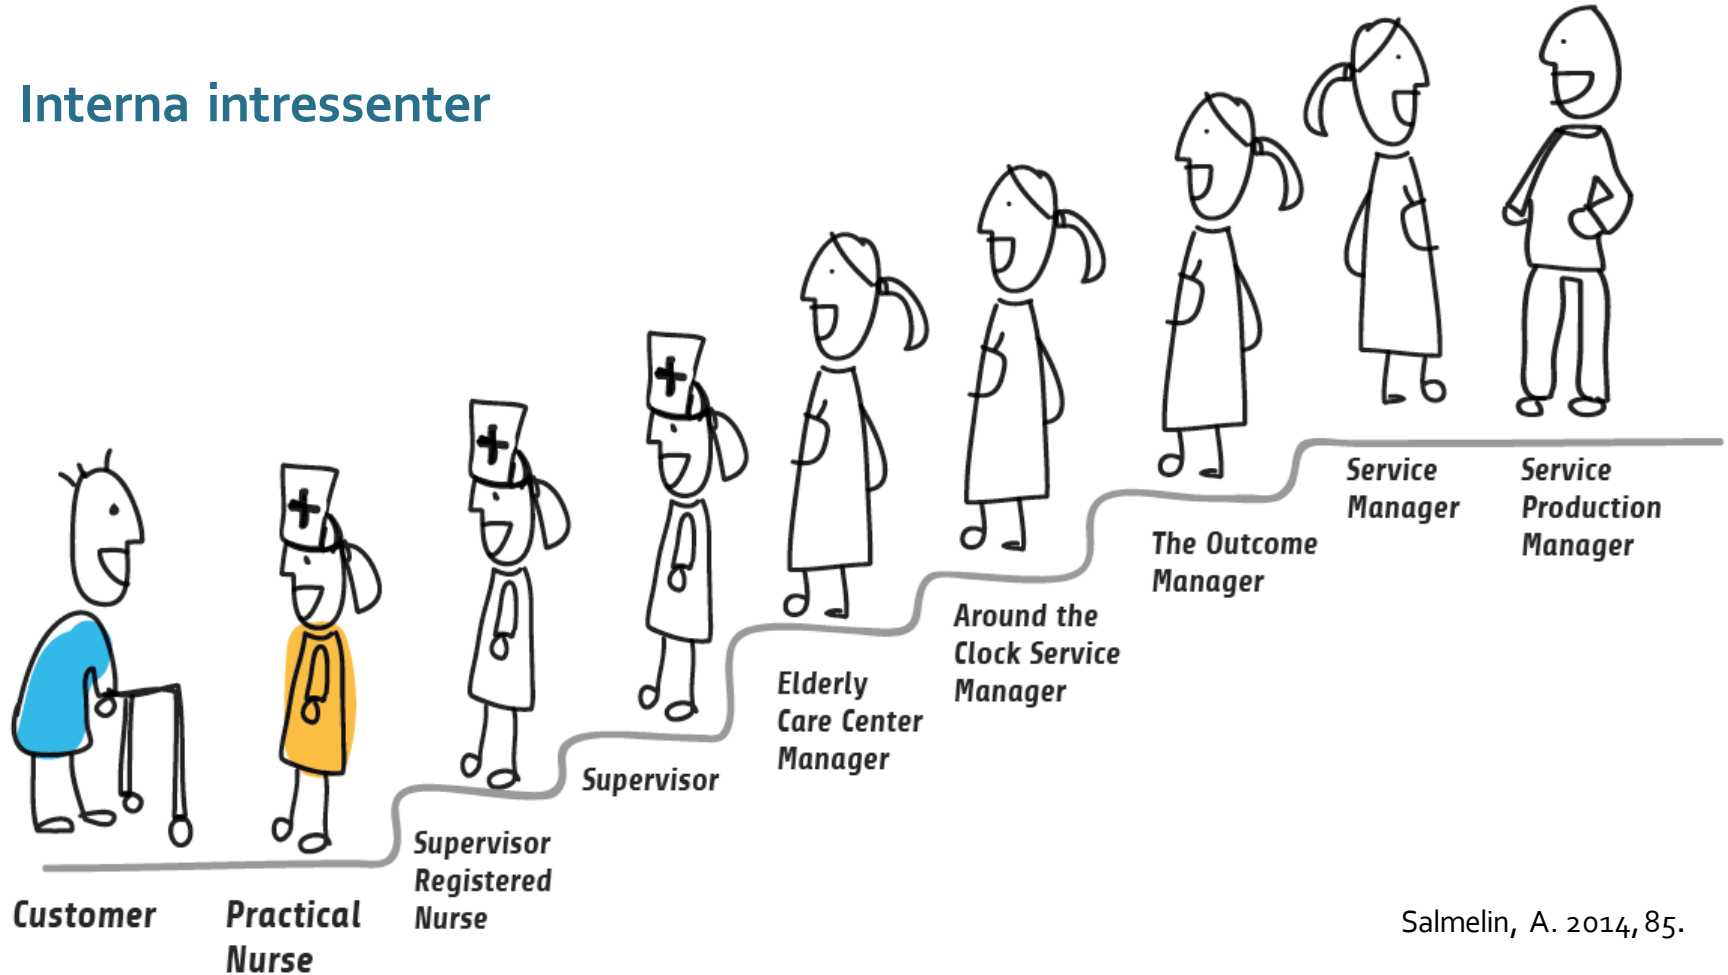 Interna intressenter
Customer
Practical
Nurse
Supervisor
Registered
Nurse
Supervisor
Elderly
Care Center
Manager
Around the
Clock Service
Manager
The Outcome
Manager
Service
Manager
Service
Production
Manager
Salmelin, A. 2014, 85.